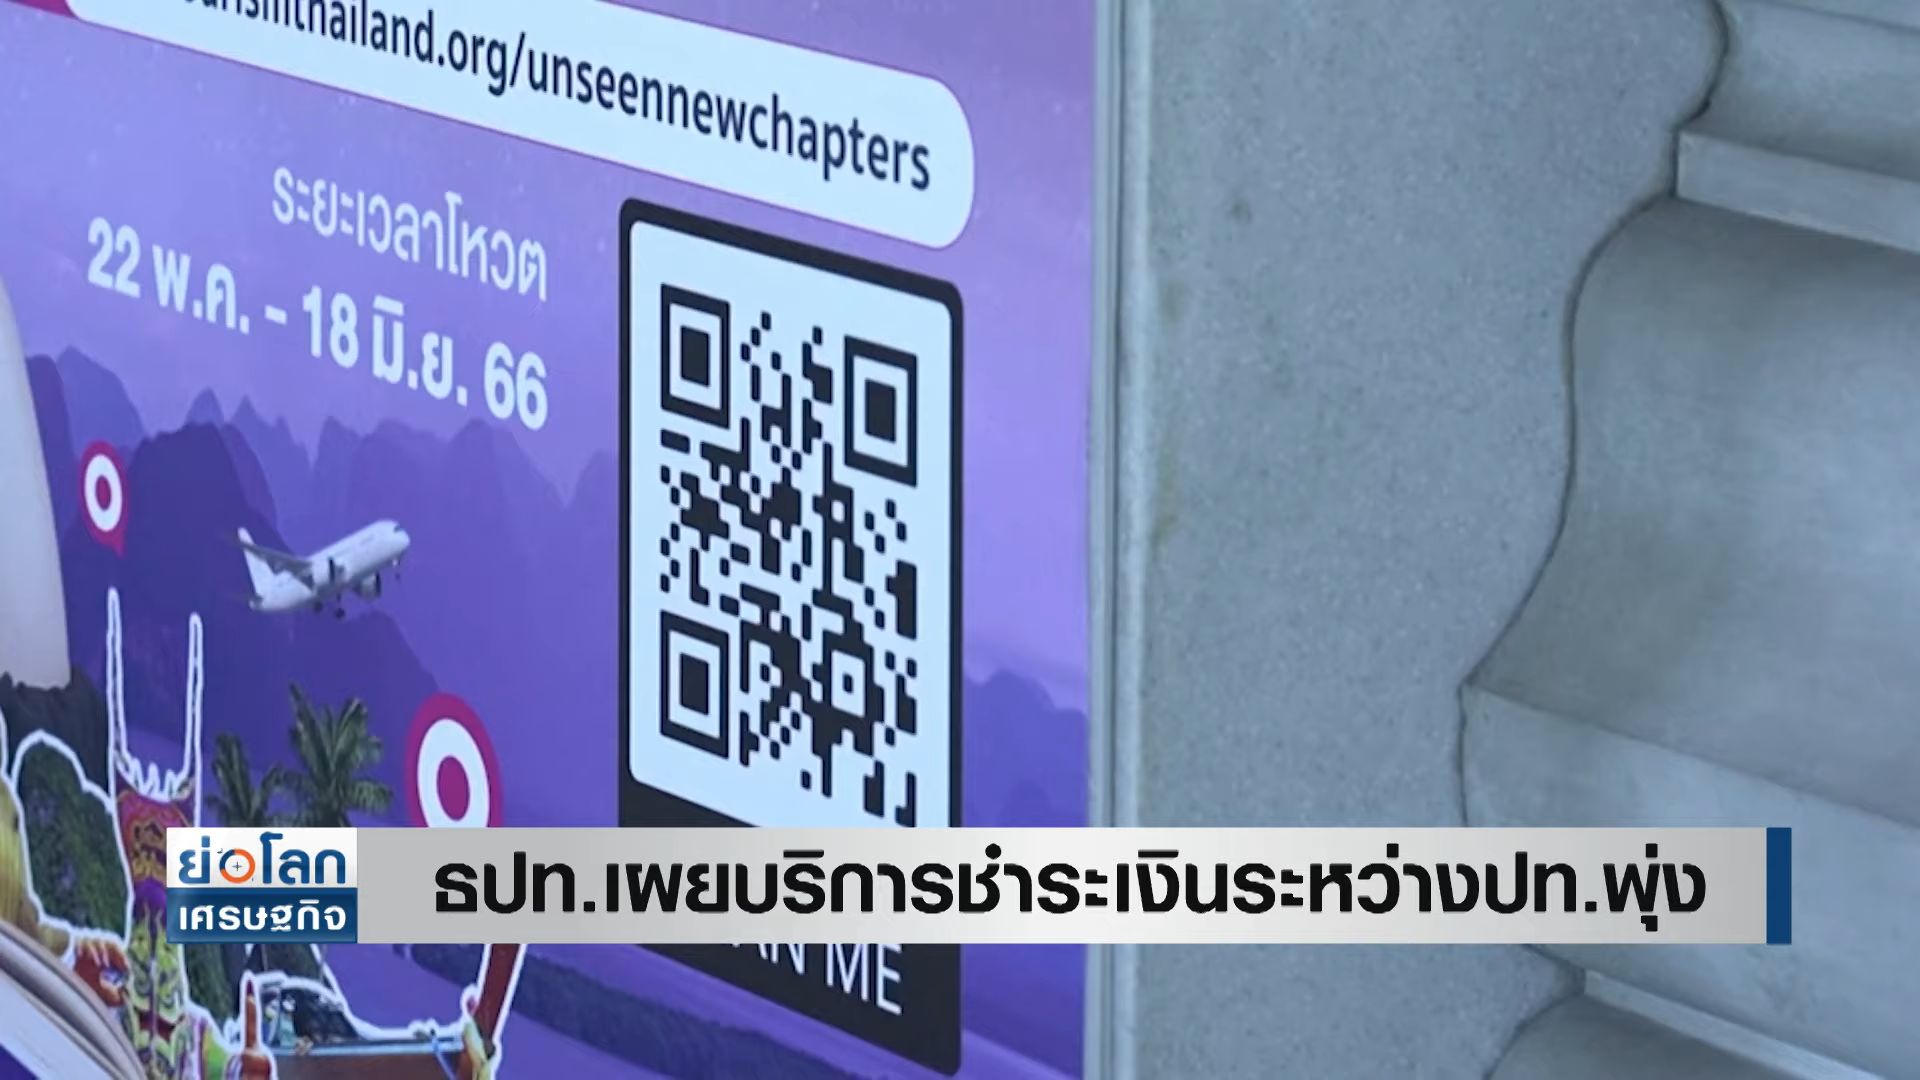 tourismthailand.org/unseennewchapters
ระยะเวลาโหวต
22 พ.ค. - 18 มิ.ย. 66
ย่อโลก
เศรษฐกิจ
ธปท.เผยบริการชำระเงินระหว่างปท.พุ่ง
ME